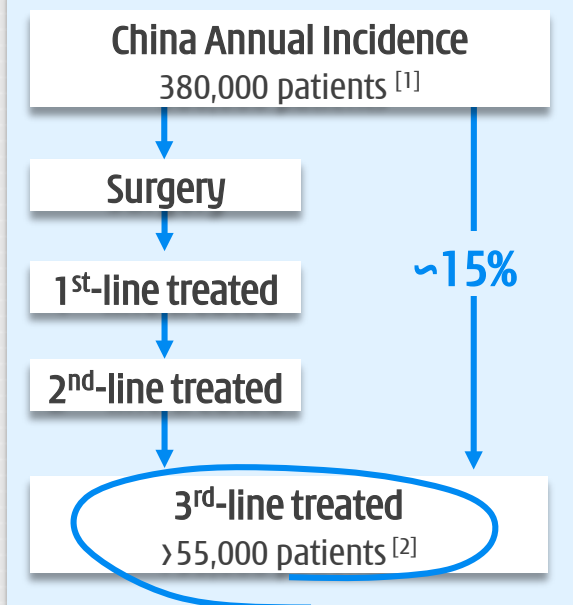 China Annual Incidence
380,000 patients [1]
Surgery
1st-line treated
~15%
2nd-line treated
3rd-line treated
>55,000 patients [2]